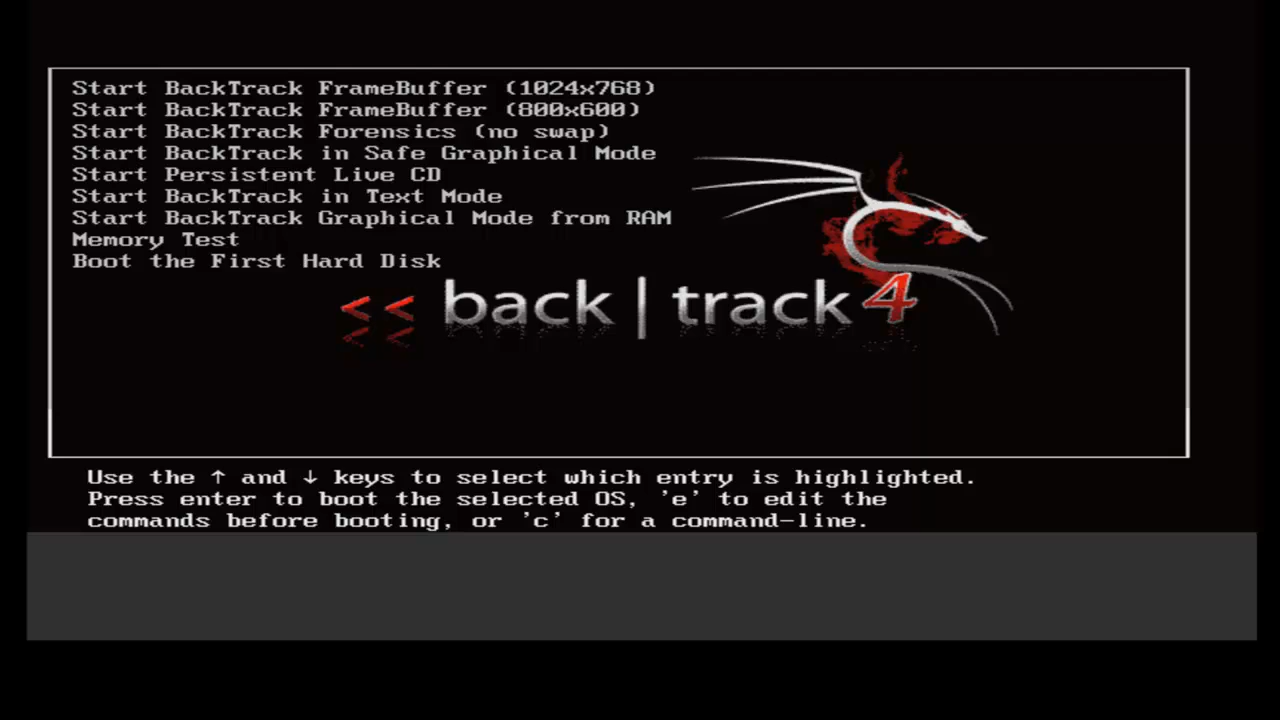 Start BackTrack FrameBuffer (1024x768)
Start BackTrack FrameBuffer (800x600)
Start BackTrack Forensics (no swap)
Start BackTrack in Safe Graphical Mode
Start Persistent Live CD
Start BackTrack in Text Mode
Start BackTrack Graphical Mode from RAM
Memory Test
Boot the First Hard Disk
<< back | track 4
Use the ↑ and ↓ keys to select which entry is highlighted.
Press enter to boot the selected OS, 'e' to edit the
commands before booting, or 'c' for a command-line.